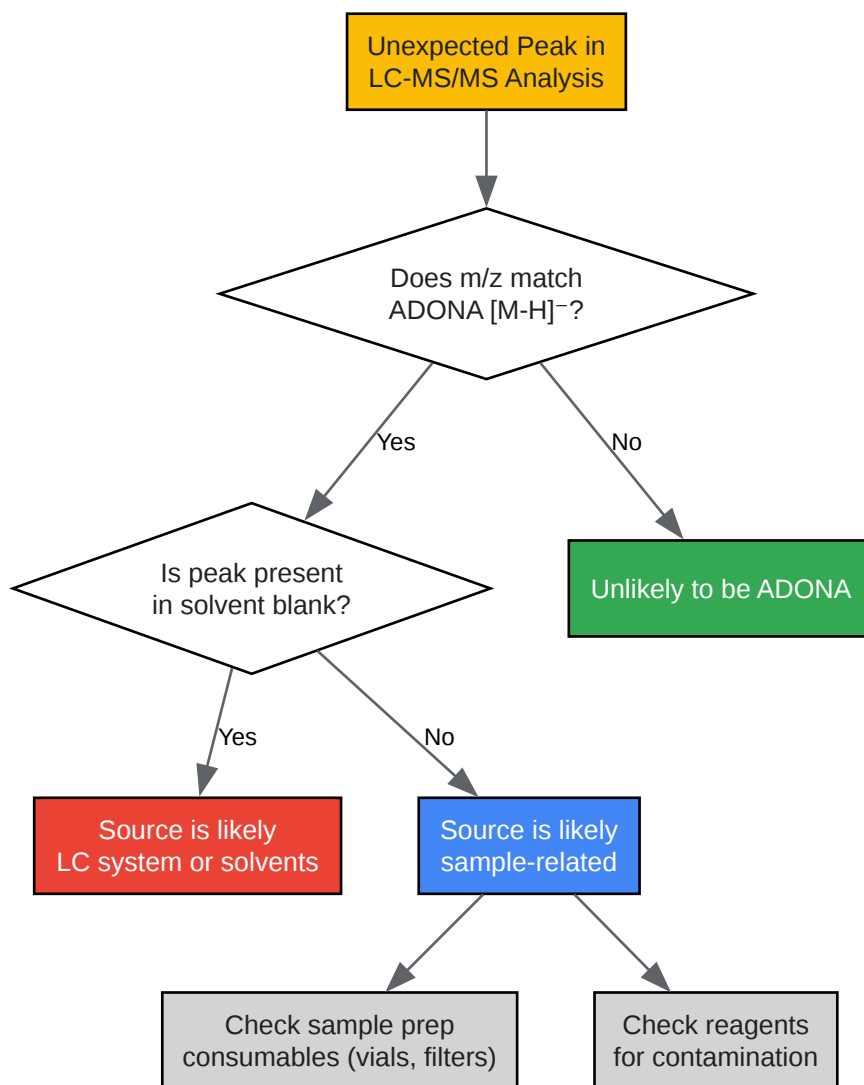 Unexpected Peak in
LC-MS/MS Analysis
Does m/z match
ADONA [M-H]⁻?
Yes
No
Is peak present
in solvent blank?
Unlikely to be ADONA
Yes
No
Source is likely
LC system or solvents
Source is likely
sample-related
Check sample prep
consumables (vials, filters)
Check reagents
for contamination